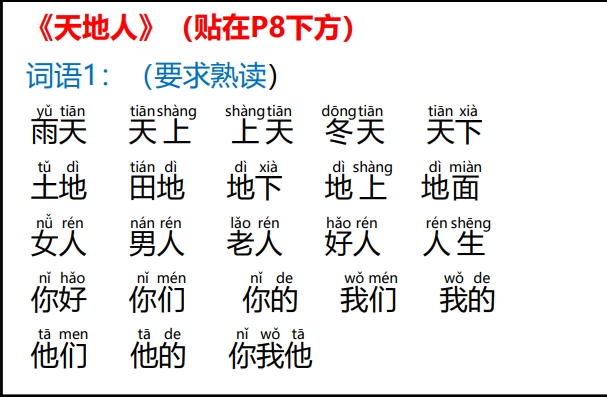 《天地人》（贴在P8下方）
词语1：（要求熟读）
yǔ tiān tiān shàng shàng tiān dōng tiān tiān xià
雨天 天上 上天 冬天 天下
tǔ dì tián dì dì xià dì shàng dì miàn
土地 田地 地下 地上 地面
nǚ rén nán rén lǎo rén hǎo rén rén shēng
女人 男人 老人 好人 人生
nǐ hǎo nǐ mén nǐ de wǒ mén wǒ de
你好 你们 你的 我们 我的
tā men tā de nǐ wǒ tā
他们 他的 你我他